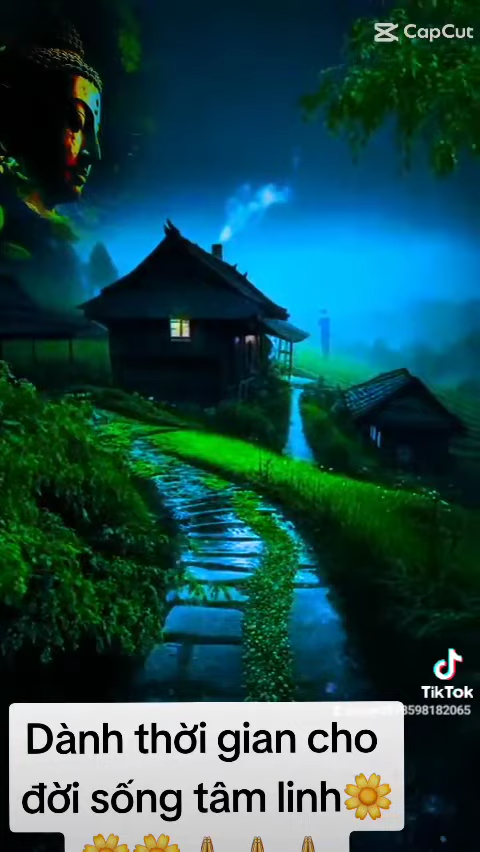 CapCut
TikTok
Dành thời gian cho
đời sống tâm linh🌼
🌼🌼🙏🙏🙏